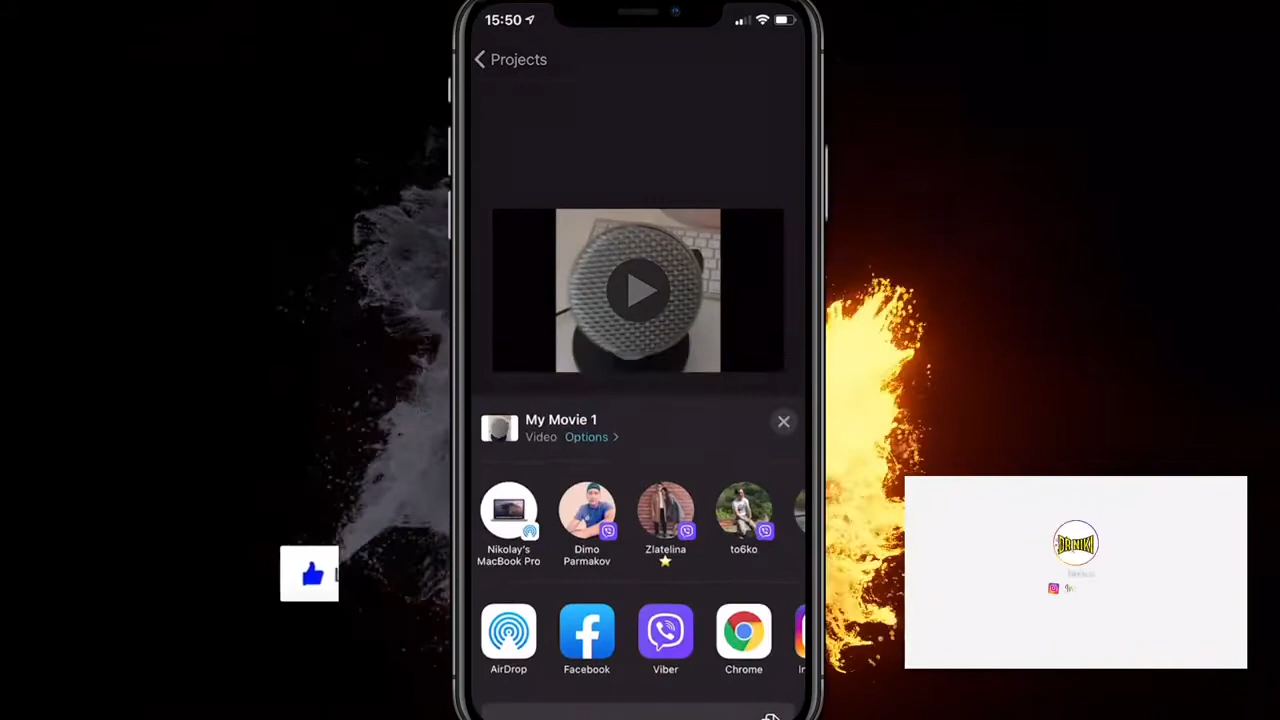 15:50
Projects
My Movie 1
Video Options >
Nikolay's
MacBook Pro
Dimo
Parmakov
Zlatelina
⭐
to6ko
AirDrop
Facebook
Viber
Chrome
In